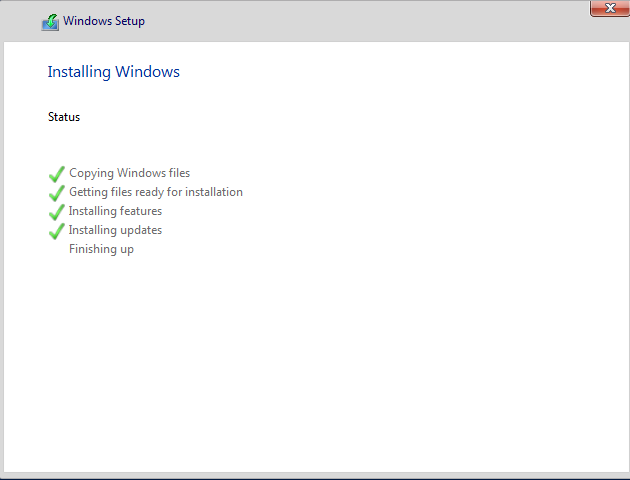 Windows Setup
Installing Windows
Status
Copying Windows files
Getting files ready for installation
Installing features
Installing updates
Finishing up